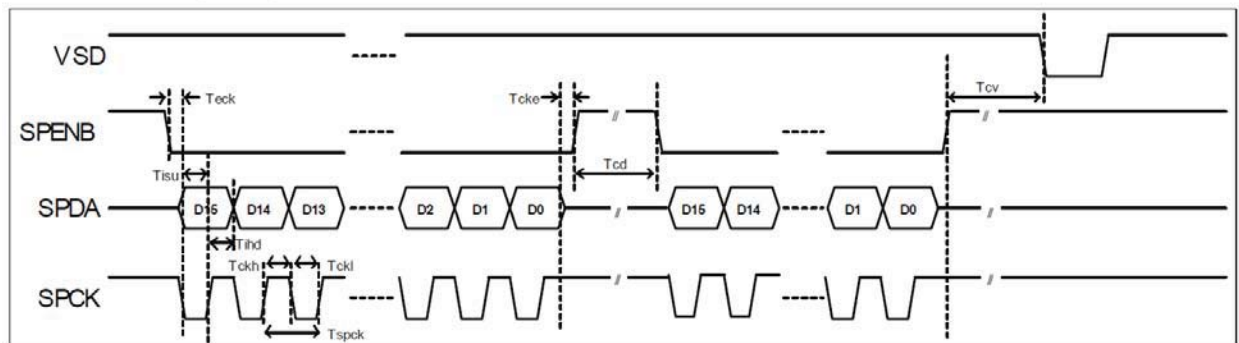 VSD
Teck Tcke Tcv
SPENB
Tisu Tcd
SPDA D15 D14 D13 D2 D1 D0 D15 D14 D1 D0
Tihd
Tckh Tckl
SPCK
Tspck